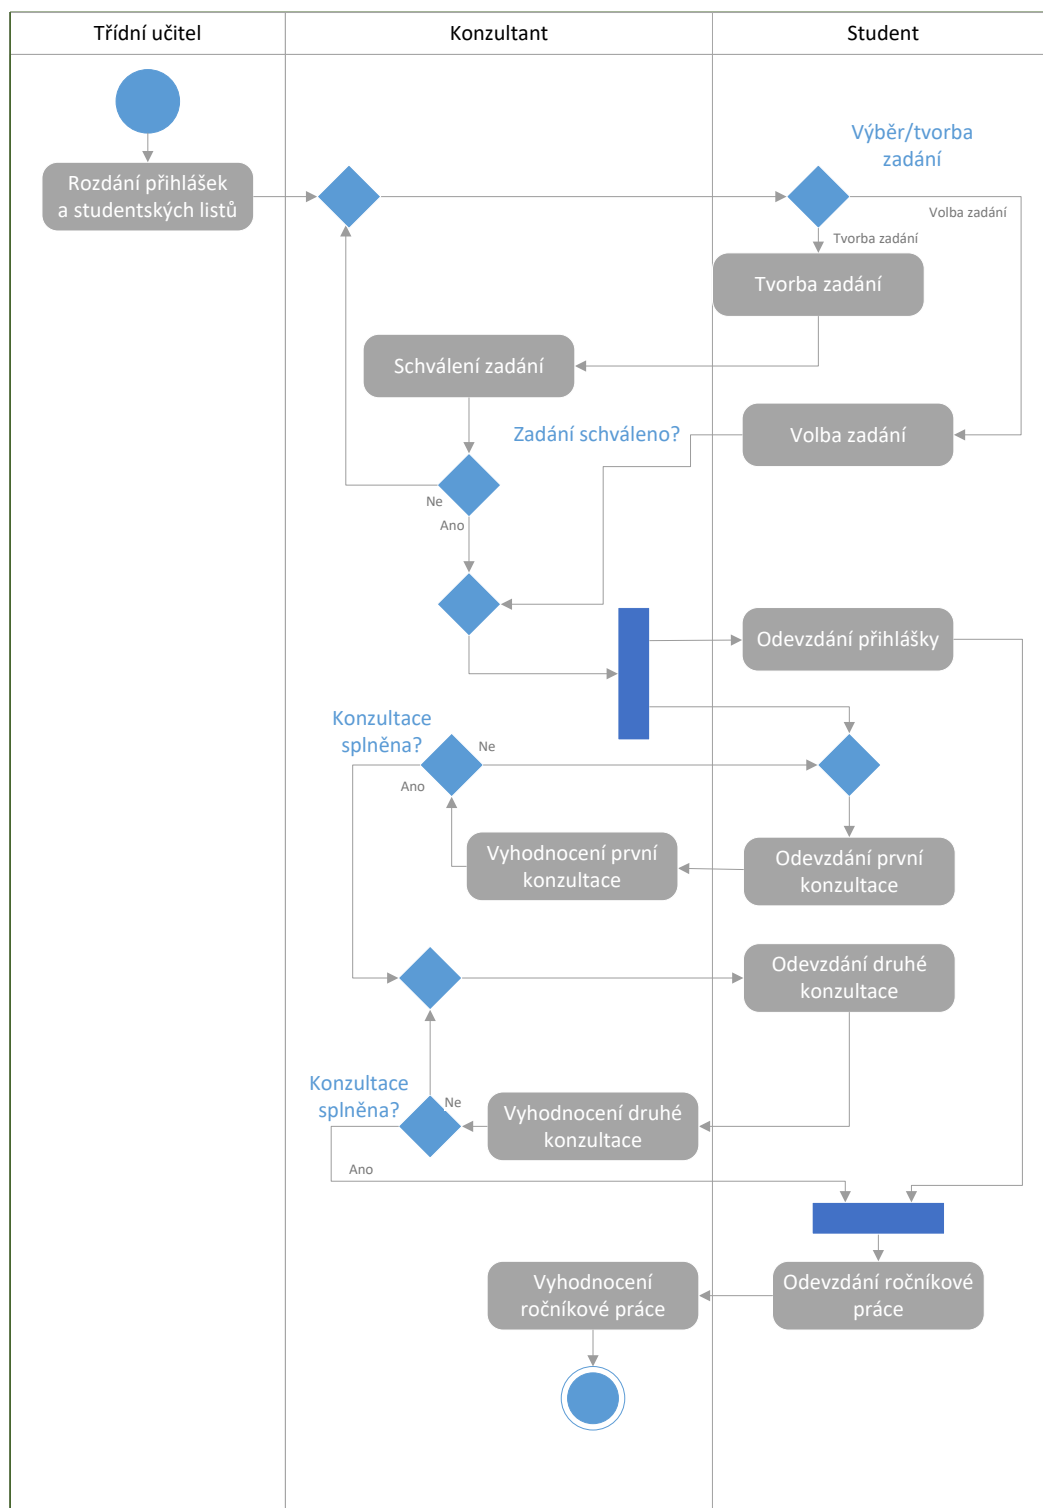 Třídní učitel
Konzultant
Student
Výběr/tvorba
zadání
Rozdání přihlášek
a studentských listů
Volba zadání
Tvorba zadání
Tvorba zadání
Schválení zadání
Zadání schváleno?
Volba zadání
Ne
Ano
Odevzdání přihlášky
Konzultace
splněna?
Ne
Ano
Vyhodnocení první
konzultace
Odevzdání první
konzultace
Odevzdání druhé
konzultace
Konzultace
splněna?
Ne
Vyhodnocení druhé
konzultace
Ano
Vyhodnocení
ročníkové práce
Odevzdání ročníkové
práce